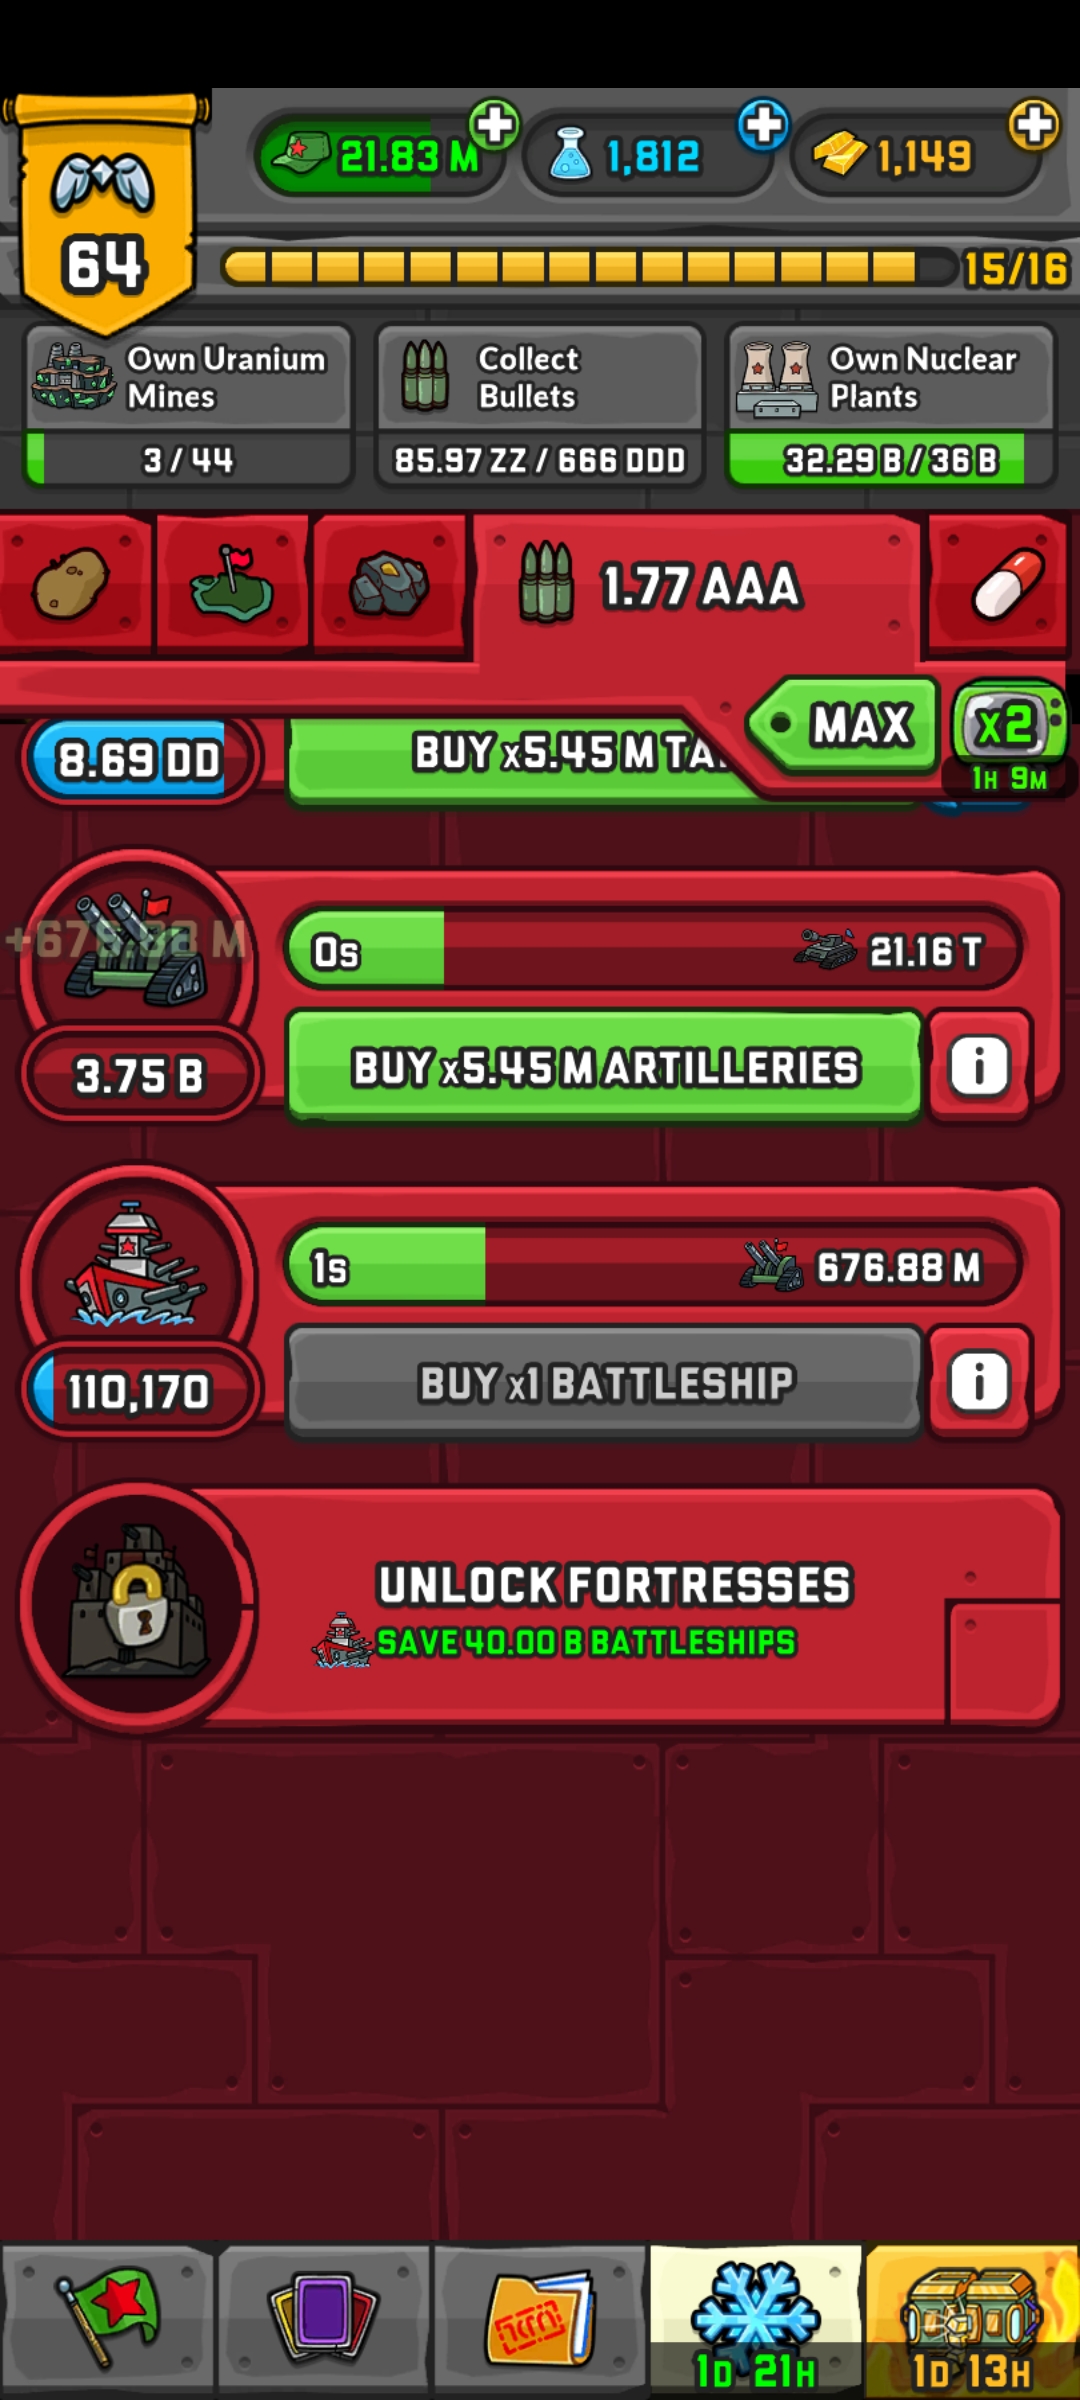 21.83 M
1,812
1,149
64
15/16
Own Uranium
Mines
3 / 44
Collect
Bullets
85.97 ZZ / 666 DDD
Own Nuclear
Plants
32.29 B / 36 B
1.77 AAA
MAX
x2
1H 9M
8.69 DD
BUY x5.45 M TA
+676.88 M
0s
21.16 T
3.75 B
BUY x5.45 M ARTILLERIES
i
1s
676.88 M
110,170
BUY x1 BATTLESHIP
i
UNLOCK FORTRESSES
SAVE 40.00 B BATTLESHIPS
1D 21H
1D 13H